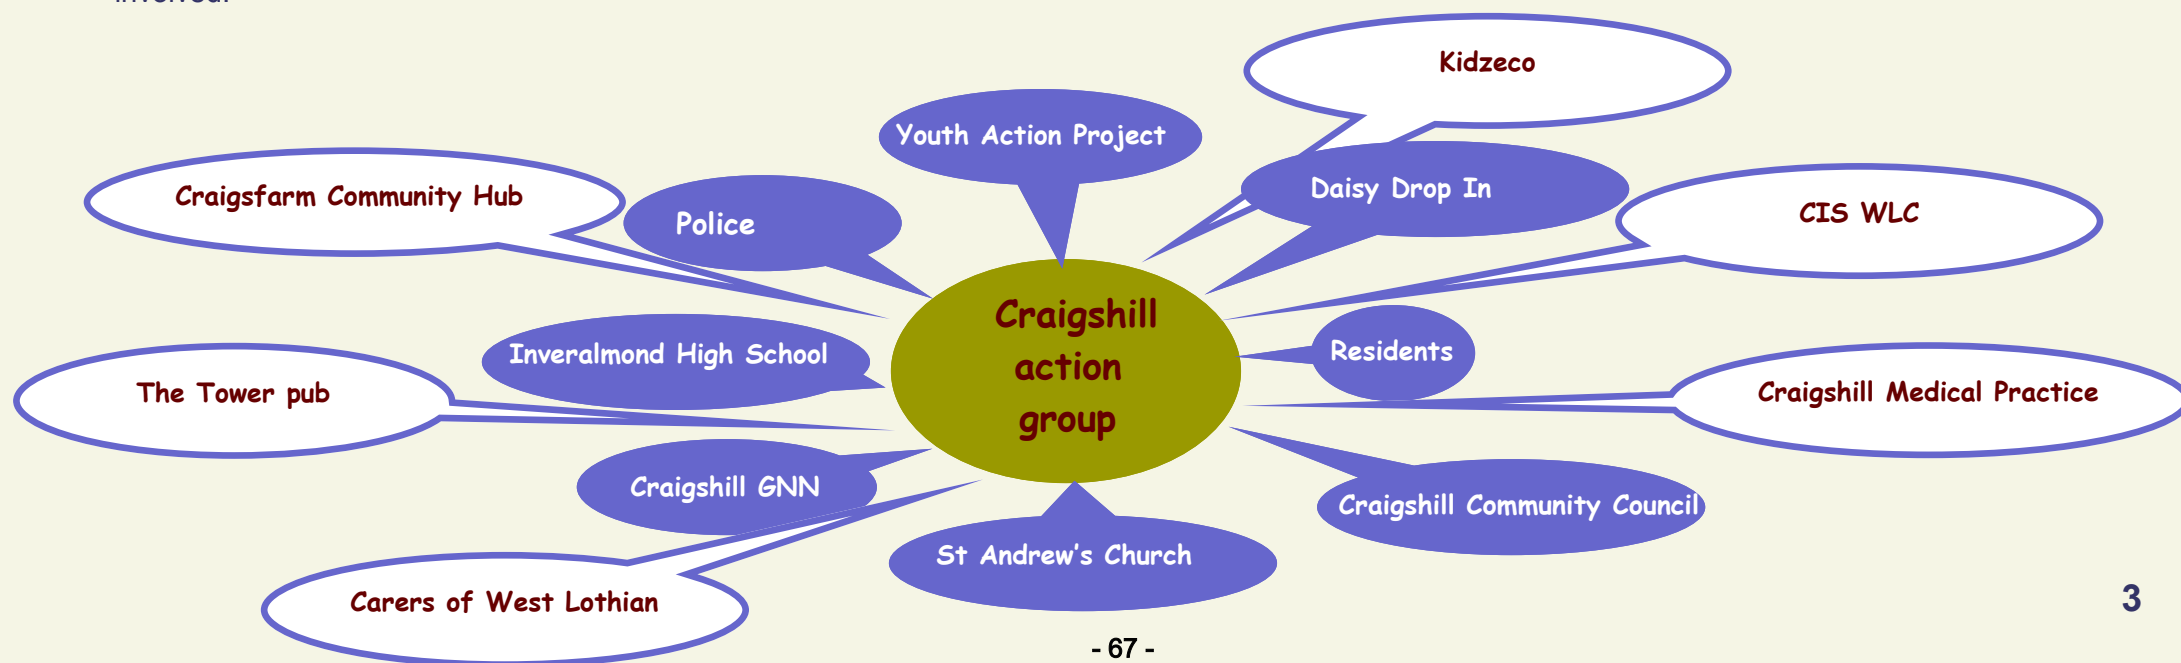 Kidzeco
Youth Action Project
Daisy Drop In
Craigsfarm Community Hub
Police
CIS WLC
Craigshill
action
group
Inveralmond High School
Residents
The Tower pub
Craigshill Medical Practice
Craigshill GNN
Craigshill Community Council
St Andrew's Church
Carers of West Lothian
3
- 67 -